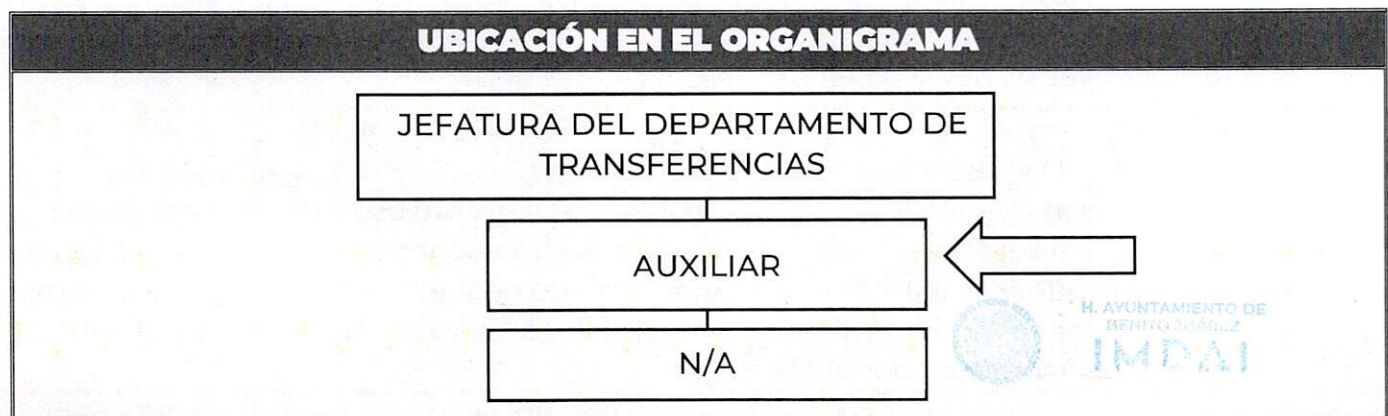 UBICACIÓN EN EL ORGANIGRAMA
JEFATURA DEL DEPARTAMENTO DE
TRANSFERENCIAS
AUXILIAR
H. AYUNTAMIENTO DE
BENITO JUÁREZ
IMDAI
N/A